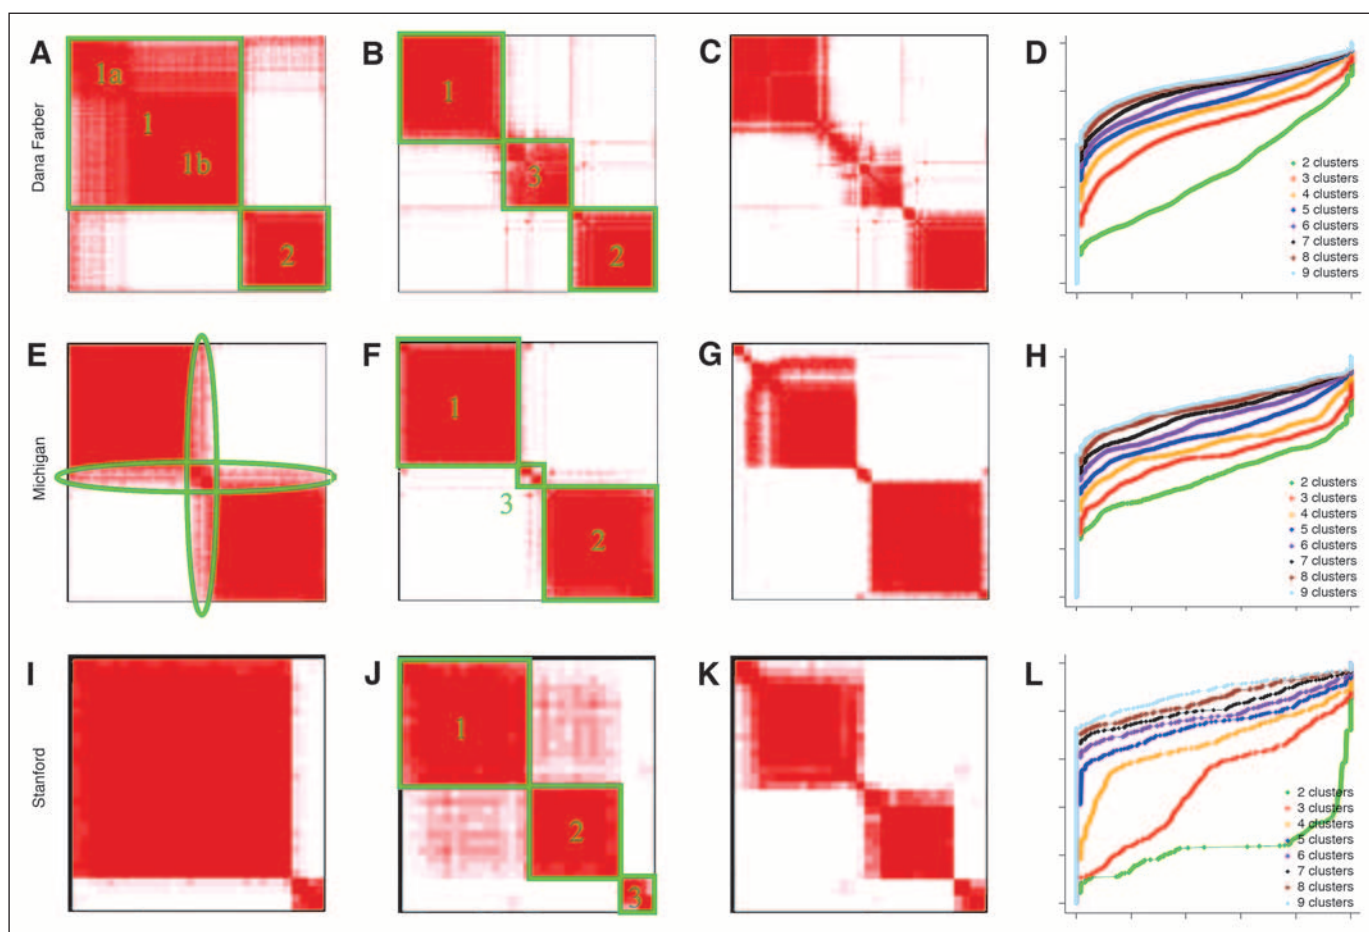 A
1a
1
1b
2
B
1
3
2
C
D
2 clusters
3 clusters
4 clusters
5 clusters
6 clusters
7 clusters
8 clusters
9 clusters
Dana Farber
E
F
1
3
2
G
H
2 clusters
3 clusters
4 clusters
5 clusters
6 clusters
7 clusters
8 clusters
9 clusters
Michigan
I
J
1
2
3
K
L
2 clusters
3 clusters
4 clusters
5 clusters
6 clusters
7 clusters
8 clusters
9 clusters
Stanford